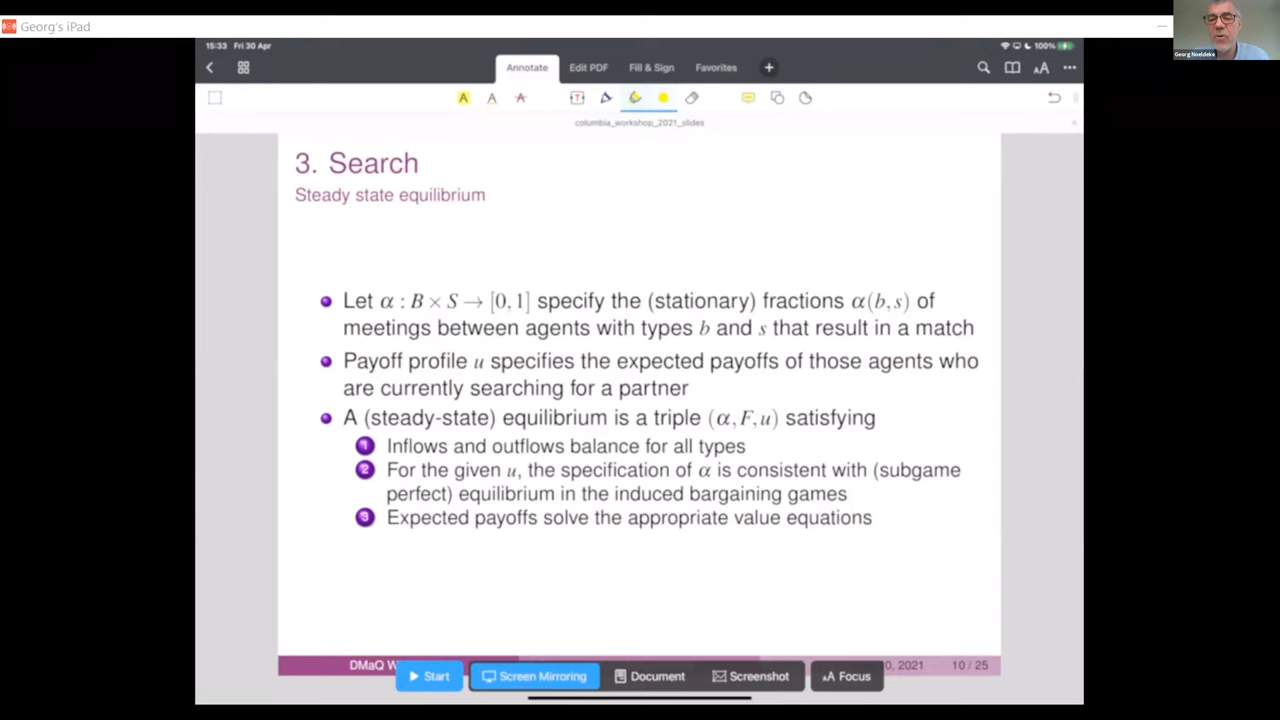 Georg's iPad
Georg Noeldeke
15:33 Fri 30 Apr
100%
Annotate Edit PDF Fill & Sign Favorites +
columbia_workshop_2021_slides
3. Search
Steady state equilibrium
Let α : B × S → [0, 1] specify the (stationary) fractions α(b, s) of
meetings between agents with types b and s that result in a match
Payoff profile u specifies the expected payoffs of those agents who
are currently searching for a partner
A (steady-state) equilibrium is a triple (α, F, u) satisfying
1 Inflows and outflows balance for all types
2 For the given u, the specification of α is consistent with (subgame
perfect) equilibrium in the induced bargaining games
3 Expected payoffs solve the appropriate value equations
DMaQ W 0, 2021 10 / 25
Start Screen Mirroring Document Screenshot AA Focus